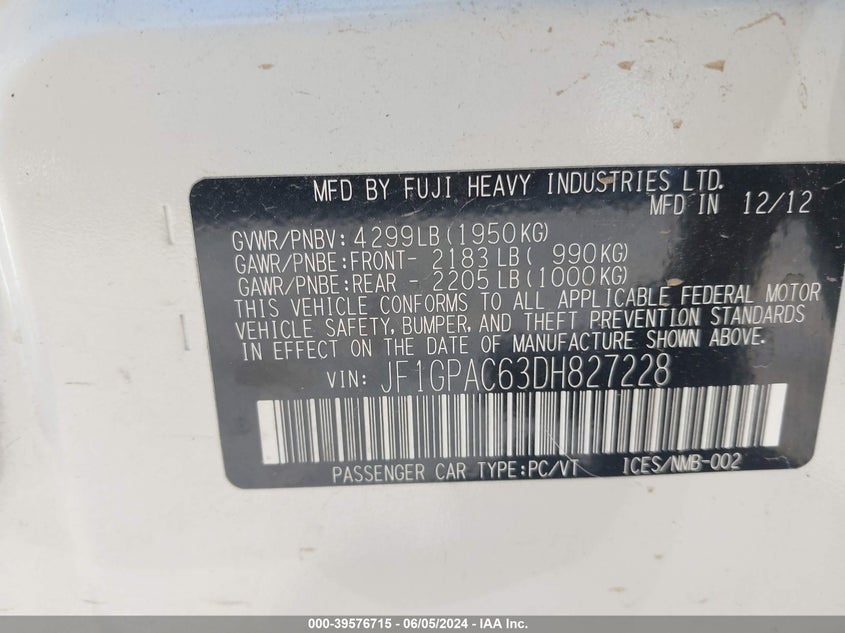 MFD BY FUJI HEAVY INDUSTRIES LTD.
MFD IN 12/12
GVWR/PNBV: 4299LB(1950KG)
GAWR/PNBE:FRONT- 2183LB( 990KG)
GAWR/PNBE:REAR - 2205LB(1000KG)
THIS VEHICLE CONFORMS TO ALL APPLICABLE FEDERAL MOTOR
VEHICLE SAFETY, BUMPER, AND THEFT PREVENTION STANDARDS
IN EFFECT ON THE DATE OF MANUFACTURE SHOWN ABOVE.
VIN: JF1GPAC63DH827228
PASSENGER CAR TYPE:PC/VT ICES/NMB-002
000-39576715 - 06/05/2024 - IAA Inc.